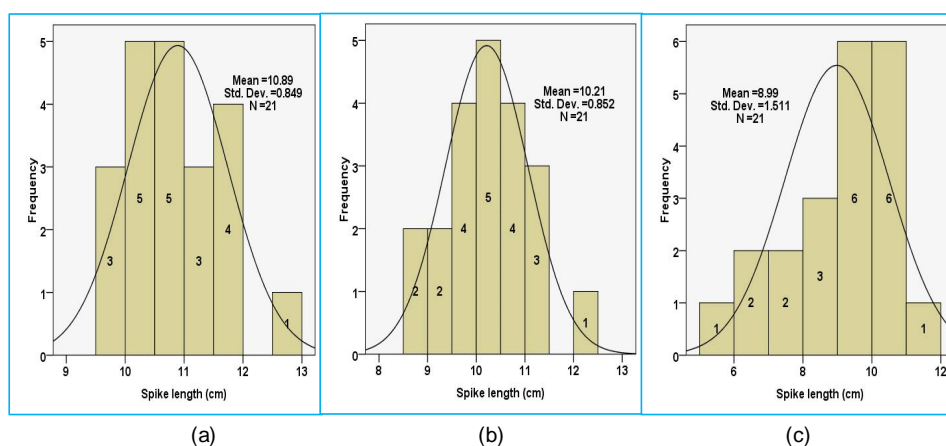 5
4
3
2
1
0
Frequency
Mean =10.89
Std. Dev. =0.849
N =21
3
5
5
3
4
1
9 10 11 12 13
Spike length (cm)
(a)
5
4
3
2
1
0
Frequency
Mean =10.21
Std. Dev. =0.852
N =21
2
2
4
5
4
3
1
8 9 10 11 12 13
Spike length (cm)
(b)
6
5
4
3
2
1
0
Frequency
Mean =8.99
Std. Dev. =1.511
N =21
1
2
2
3
6
6
1
6 8 10 12
Spike length (cm)
(c)